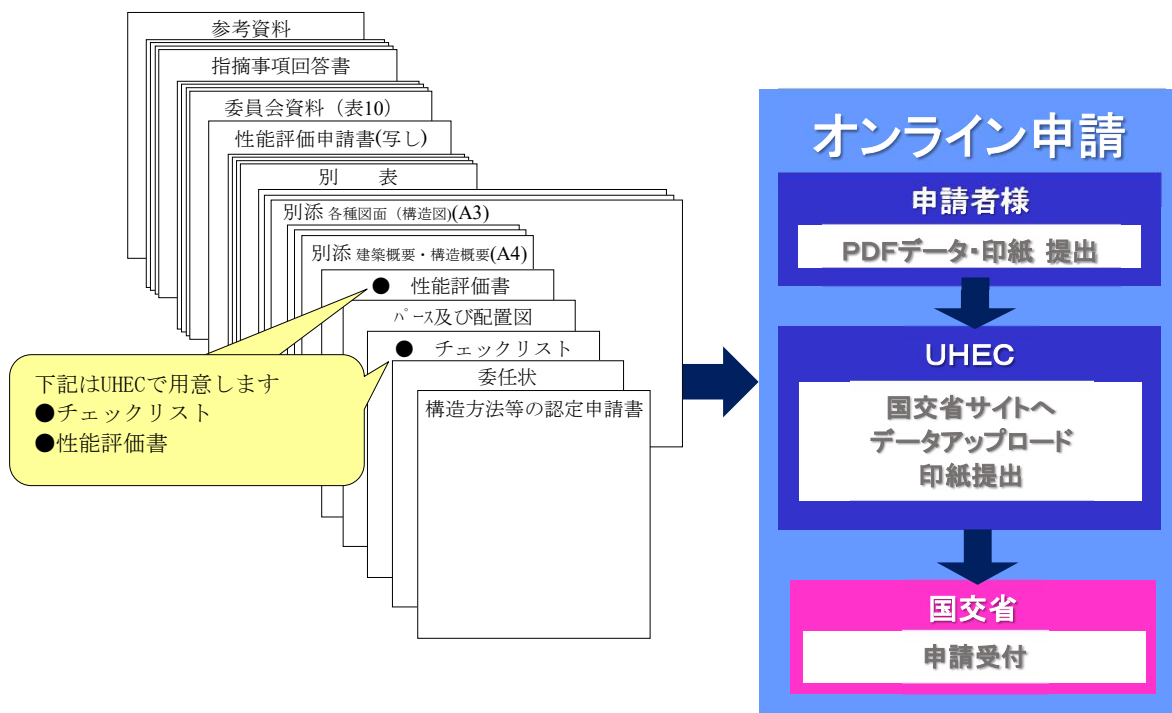 参考資料
指摘事項回答書
委員会資料（表10）
性能評価申請書(写し)
別　表
別添 各種図面（構造図)(A3)
別添 建築概要・構造概要(A4)
● 性能評価書
ﾊﾟｰｽ及び配置図
● チェックリスト
委任状
構造方法等の認定申請書
下記はUHECで用意します
●チェックリスト
●性能評価書
オンライン申請
申請者様
PDFデータ・印紙 提出
UHEC
国交省サイトへ
データアップロード
印紙提出
国交省
申請受付